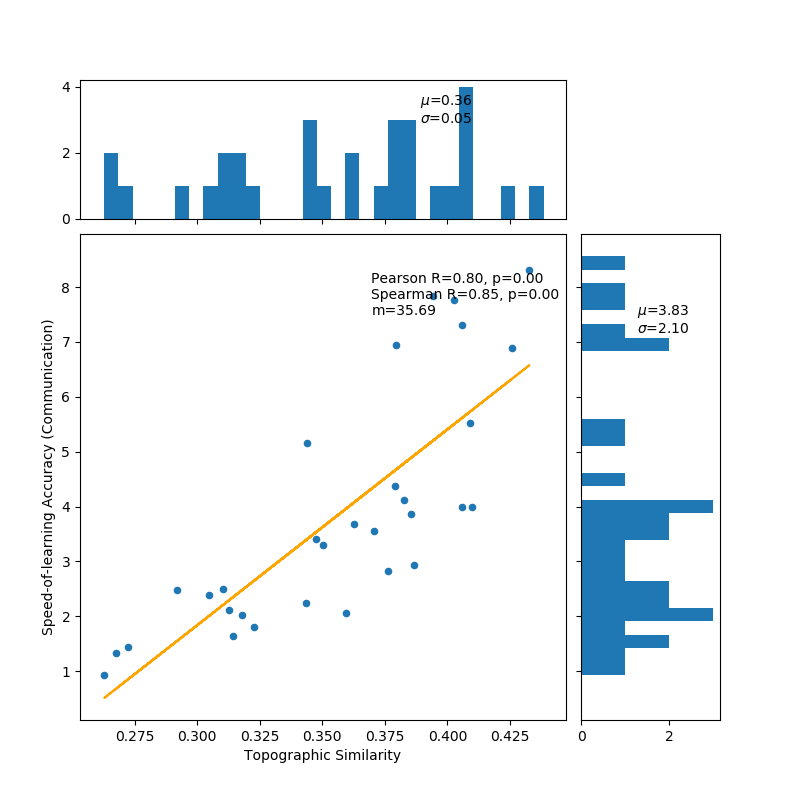 4
2
0
μ=0.36
σ=0.05
8
7
6
5
4
3
2
1
Speed-of-learning Accuracy (Communication)
Pearson R=0.80, p=0.00
Spearman R=0.85, p=0.00
m=35.69
0.275 0.300 0.325 0.350 0.375 0.400 0.425
Topographic Similarity
μ=3.83
σ=2.10
0 2